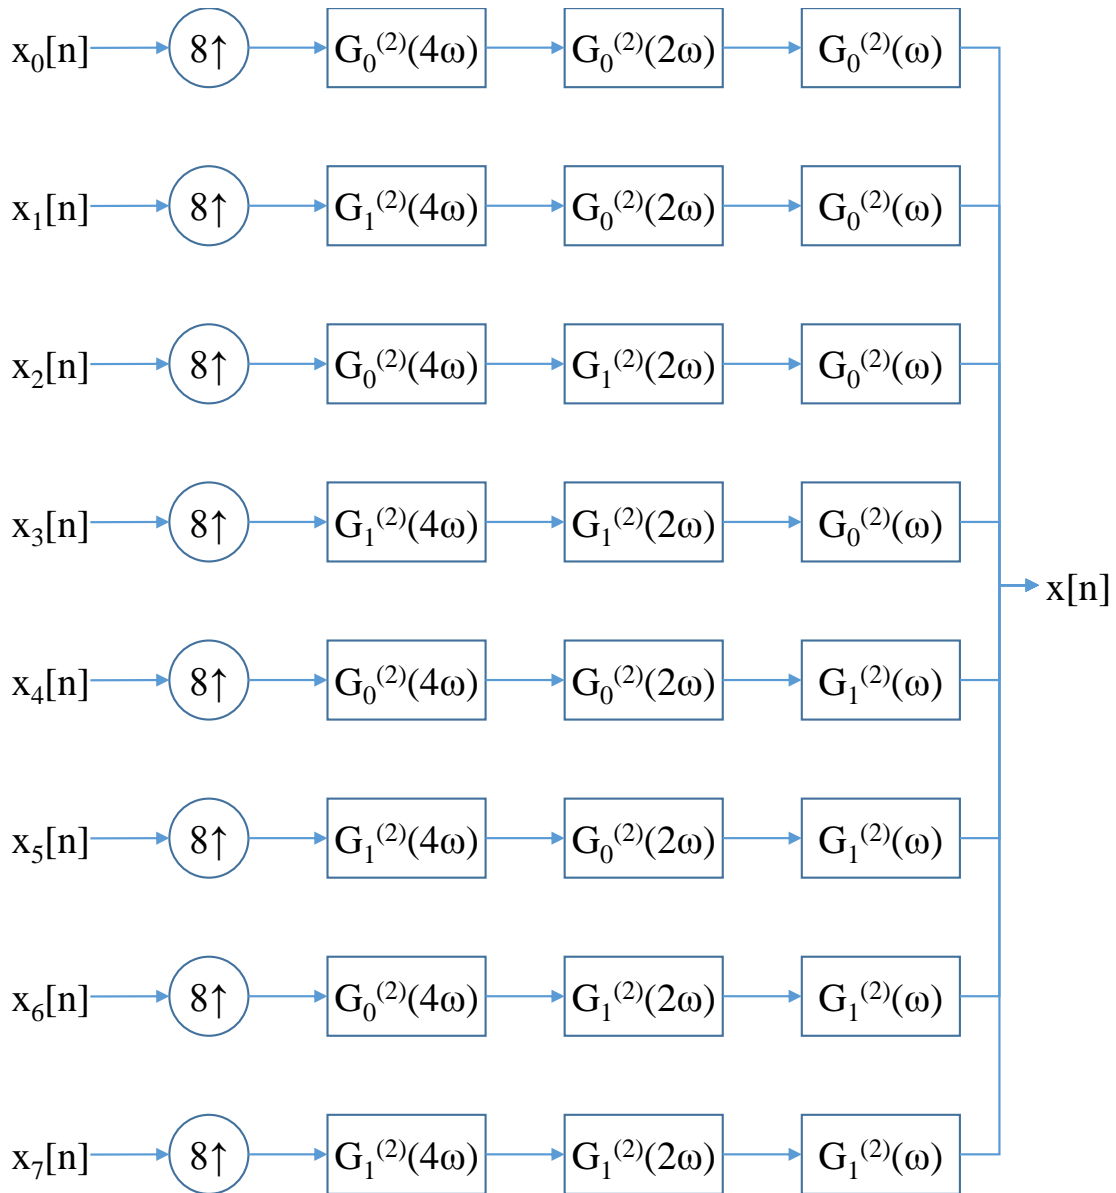 x₀[n] 8↑ G₀⁽²⁾(4ω) G₀⁽²⁾(2ω) G₀⁽²⁾(ω)
x₁[n] 8↑ G₁⁽²⁾(4ω) G₀⁽²⁾(2ω) G₀⁽²⁾(ω)
x₂[n] 8↑ G₀⁽²⁾(4ω) G₁⁽²⁾(2ω) G₀⁽²⁾(ω)
x₃[n] 8↑ G₁⁽²⁾(4ω) G₁⁽²⁾(2ω) G₀⁽²⁾(ω)
x[n]
x₄[n] 8↑ G₀⁽²⁾(4ω) G₀⁽²⁾(2ω) G₁⁽²⁾(ω)
x₅[n] 8↑ G₁⁽²⁾(4ω) G₀⁽²⁾(2ω) G₁⁽²⁾(ω)
x₆[n] 8↑ G₀⁽²⁾(4ω) G₁⁽²⁾(2ω) G₁⁽²⁾(ω)
x₇[n] 8↑ G₁⁽²⁾(4ω) G₁⁽²⁾(2ω) G₁⁽²⁾(ω)